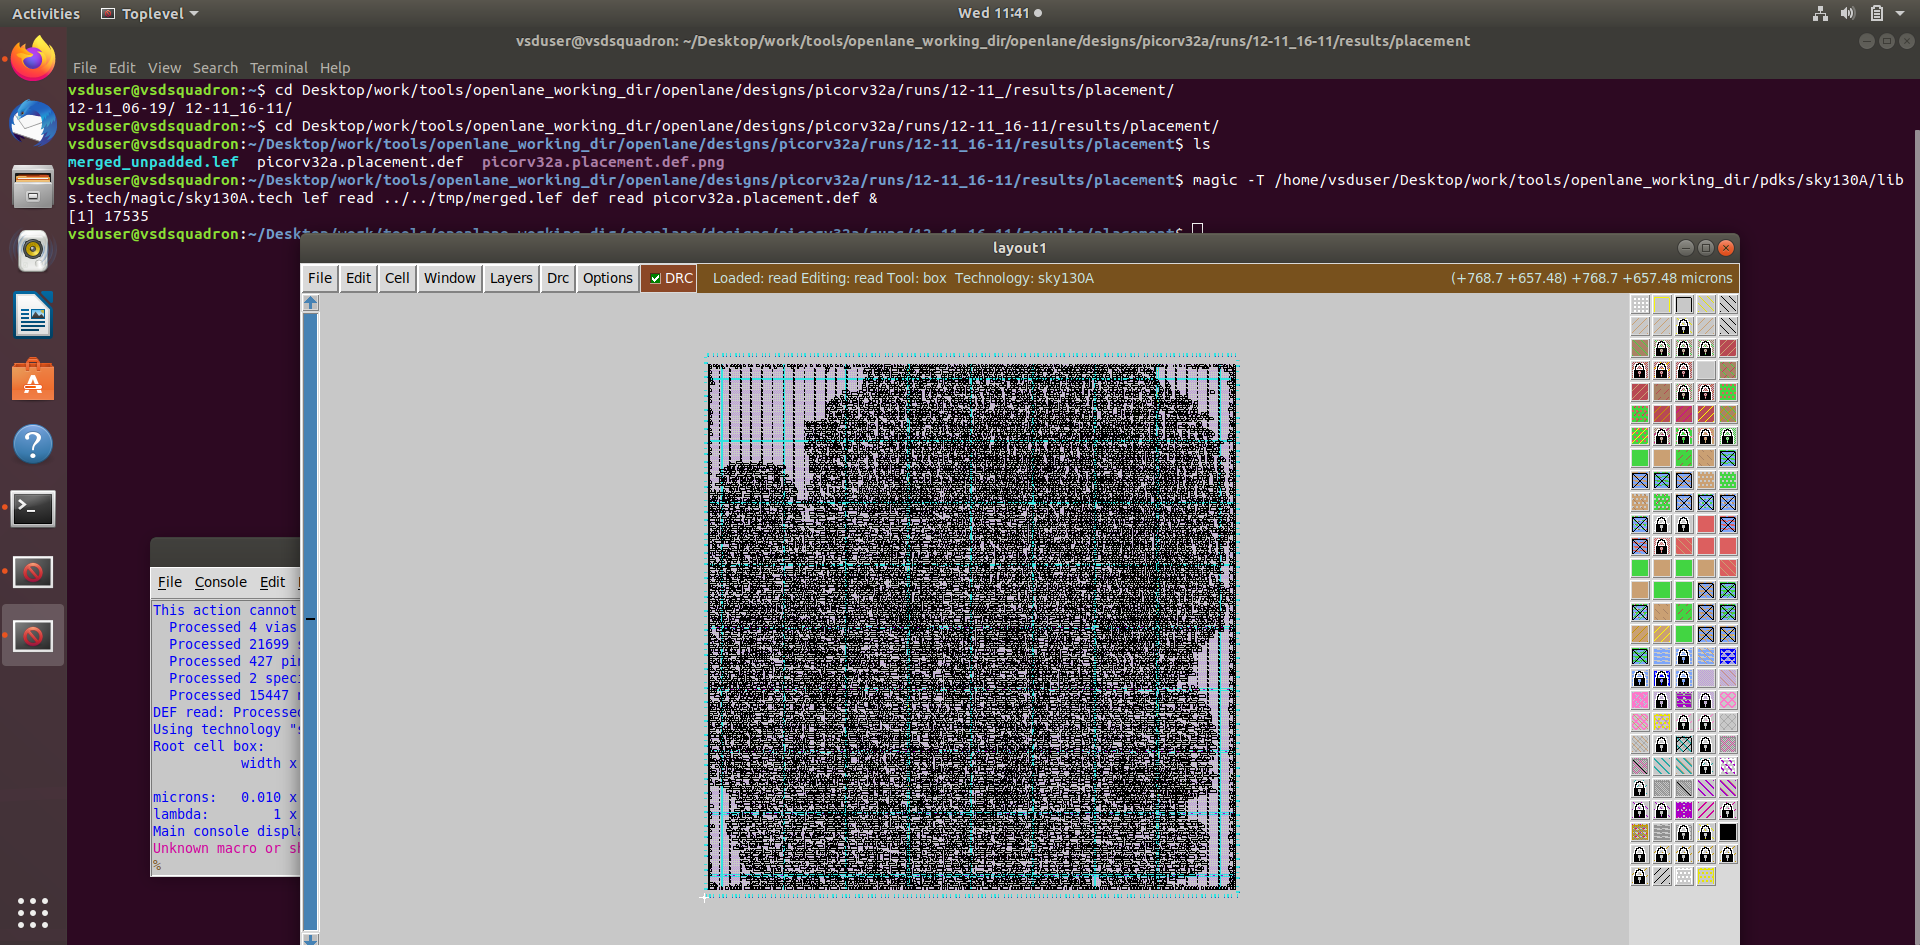 Activities Toplevel Wed 11:41
vsduser@vsdsquadron: ~/Desktop/work/tools/openlane_working_dir/openlane/designs/picorv32a/runs/12-11_16-11/results/placement
File Edit View Search Terminal Help
vsduser@vsdsquadron:~$ cd Desktop/work/tools/openlane_working_dir/openlane/designs/picorv32a/runs/12-11_/results/placement/
12-11_06-19/ 12-11_16-11/
vsduser@vsdsquadron:~$ cd Desktop/work/tools/openlane_working_dir/openlane/designs/picorv32a/runs/12-11_16-11/results/placement/
vsduser@vsdsquadron:~/Desktop/work/tools/openlane_working_dir/openlane/designs/picorv32a/runs/12-11_16-11/results/placement$ ls
merged_unpadded.lef picorv32a.placement.def picorv32a.placement.def.png
vsduser@vsdsquadron:~/Desktop/work/tools/openlane_working_dir/openlane/designs/picorv32a/runs/12-11_16-11/results/placement$ magic -T /home/vsduser/Desktop/work/tools/openlane_working_dir/pdks/sky130A/lib
s.tech/magic/sky130A.tech lef read ../../tmp/merged.lef def read picorv32a.placement.def &
[1] 17535
vsduser@vsdsquadron:~/Des
layout1
File Edit Cell Window Layers Drc Options DRC Loaded: read Editing: read Tool: box Technology: sky130A (+768.7 +657.48) +768.7 +657.48 microns
File Console Edit
This action cannot
Processed 4 vias
Processed 21699
Processed 427 pi
Processed 2 spec
Processed 15447
DEF read: Processed
Using technology "s
Root cell box:
width x
microns: 0.010 x
lambda: 1 x
Main console displa
Unknown macro or s
%